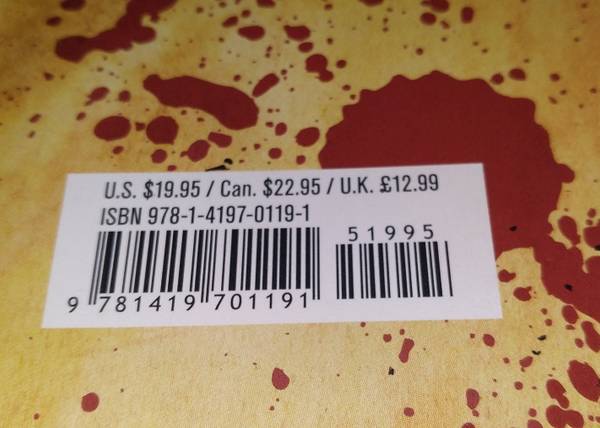 U.S. $19.95 / Can. $22.95 / U.K. £12.99
ISBN 978-1-4197-0119-1
51995
9 781419 701191